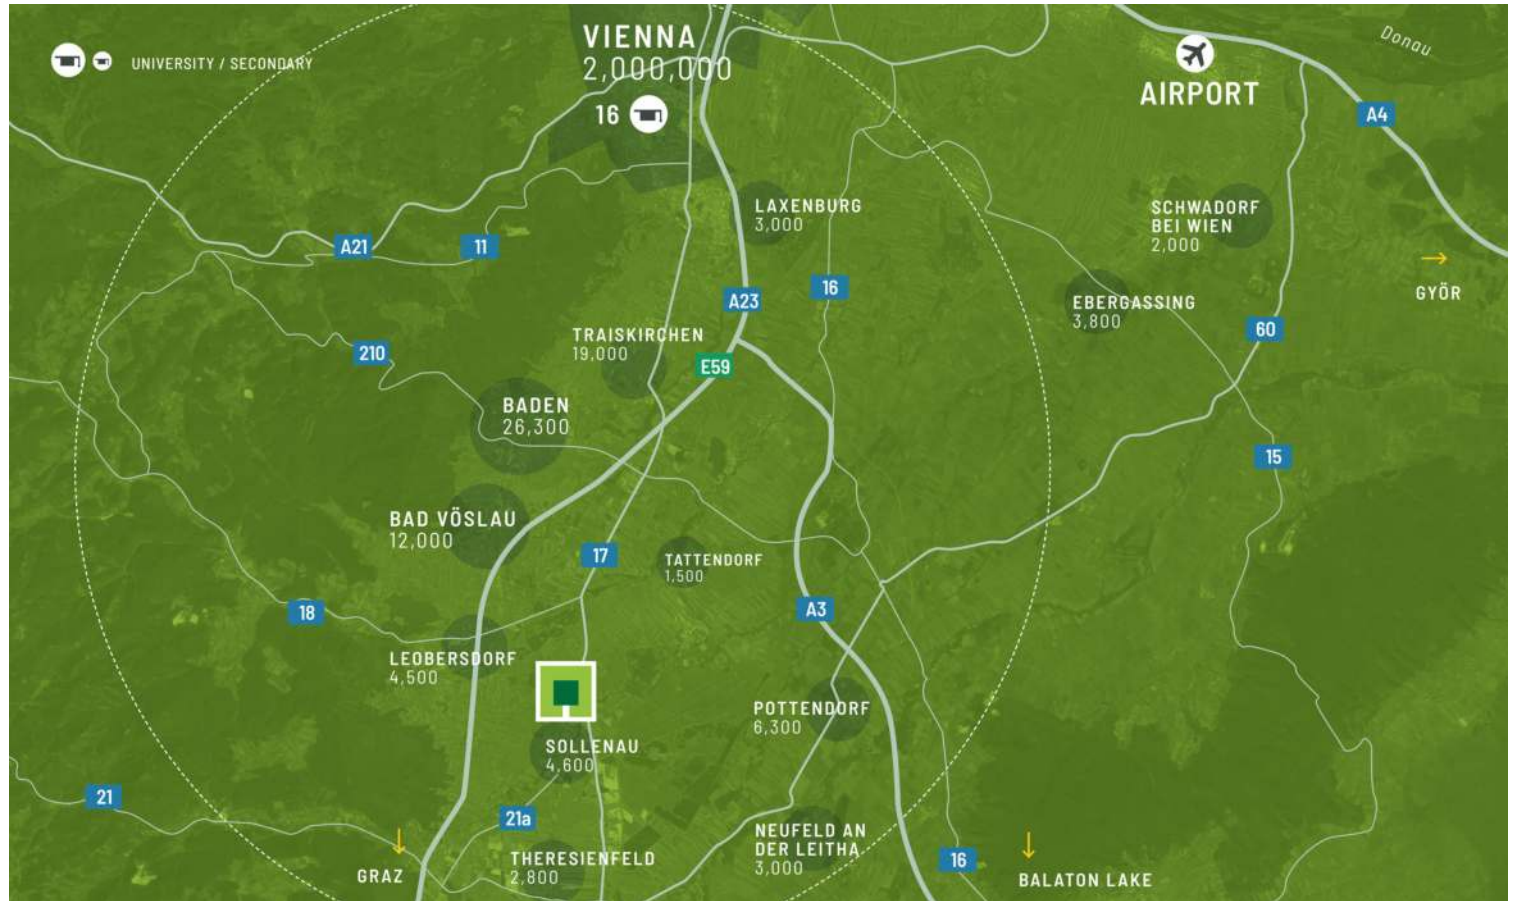 UNIVERSITY / SECONDARY
VIENNA
2,000,000
16
AIRPORT
Donau
A4
LAXENBURG
3,000
SCHWADORF
BEI WIEN
2,000
A21
11
GYÖR
16
A23
EBERGASSING
3,800
60
TRAISKIRCHEN
19,000
210
E59
BADEN
26,300
15
BAD VÖSLAU
12,000
17
TATTENDORF
1,500
18
A3
LEOBERSDORF
4,500
POTTENDORF
6,300
SOLLENAU
4,600
21
21a
NEUFELD AN
DER LEITHA
3,000
THERESIENFELD
2,800
16
GRAZ
BALATON LAKE